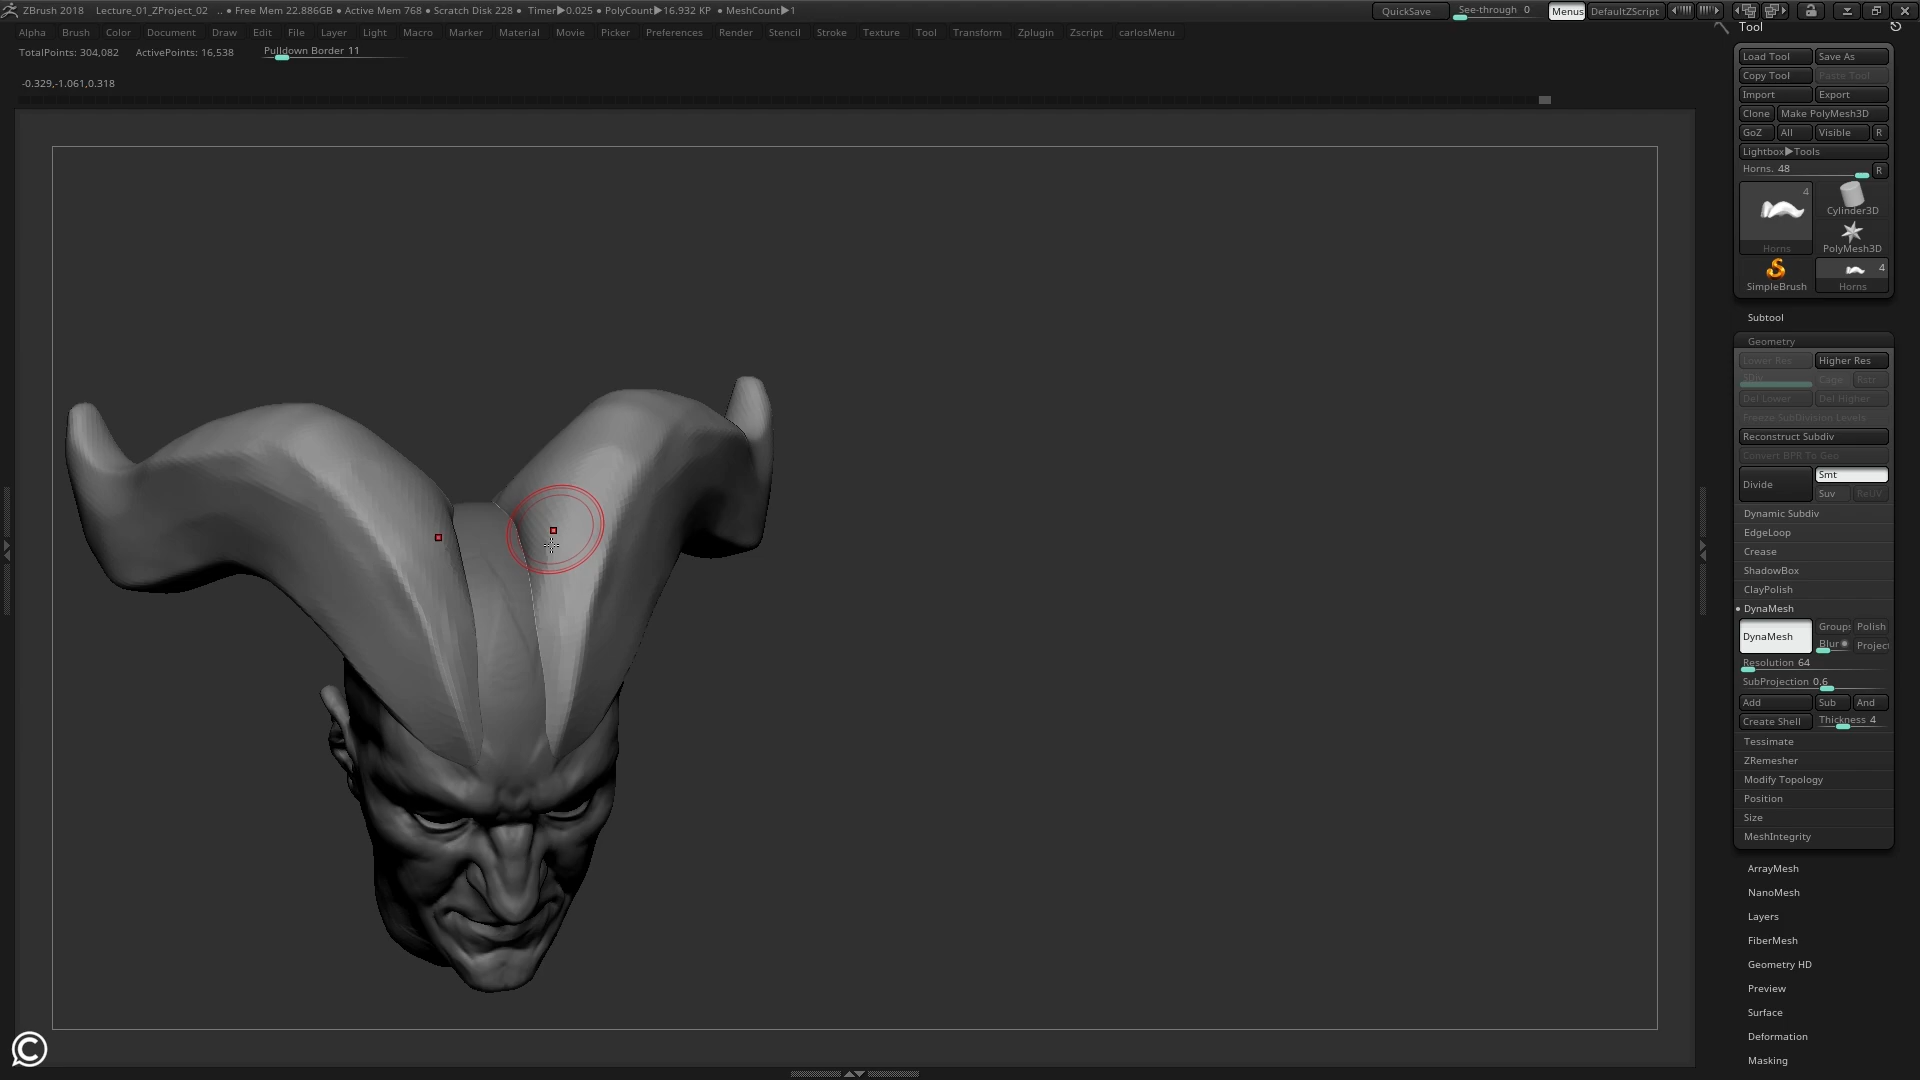 ZBrush 2018 Lecture_01_ZProject_02 .. • Free Mem 22.886GB • Active Mem 768 • Scratch Disk 228 • Timer▶0.025 • PolyCount▶16.932 KP • MeshCount▶1 QuickSave See-through 0 Menus DefaultZScript
Alpha Brush Color Document Draw Edit File Layer Light Macro Marker Material Movie Picker Preferences Render Stencil Stroke Texture Tool Transform Zplugin Zscript carlosMenu
TotalPoints: 304,082 ActivePoints: 16,538 Pulldown Border 11
-0.329,-1.061,0.318
Tool
Load Tool Save As
Copy Tool Paste Tool
Import Export
Clone Make PolyMesh3D
GoZ All Visible R
Lightbox▶Tools
Horns. 48 R
4
Cylinder3D
Horns PolyMesh3D
4
SimpleBrush Horns
Subtool
Geometry
Lower Res Higher Res
SDiv Cage Rstr
Del Lower Del Higher
Freeze SubDivision Levels
Reconstruct Subdiv
Convert BPR To Geo
Divide Smt
Suv ReUV
Dynamic Subdiv
EdgeLoop
Crease
ShadowBox
ClayPolish
DynaMesh
DynaMesh Groups Polish
Blur Project
Resolution 64
SubProjection 0.6
Add Sub And
Create Shell Thickness 4
Tessimate
ZRemesher
Modify Topology
Position
Size
MeshIntegrity
ArrayMesh
NanoMesh
Layers
FiberMesh
Geometry HD
Preview
Surface
Deformation
Masking